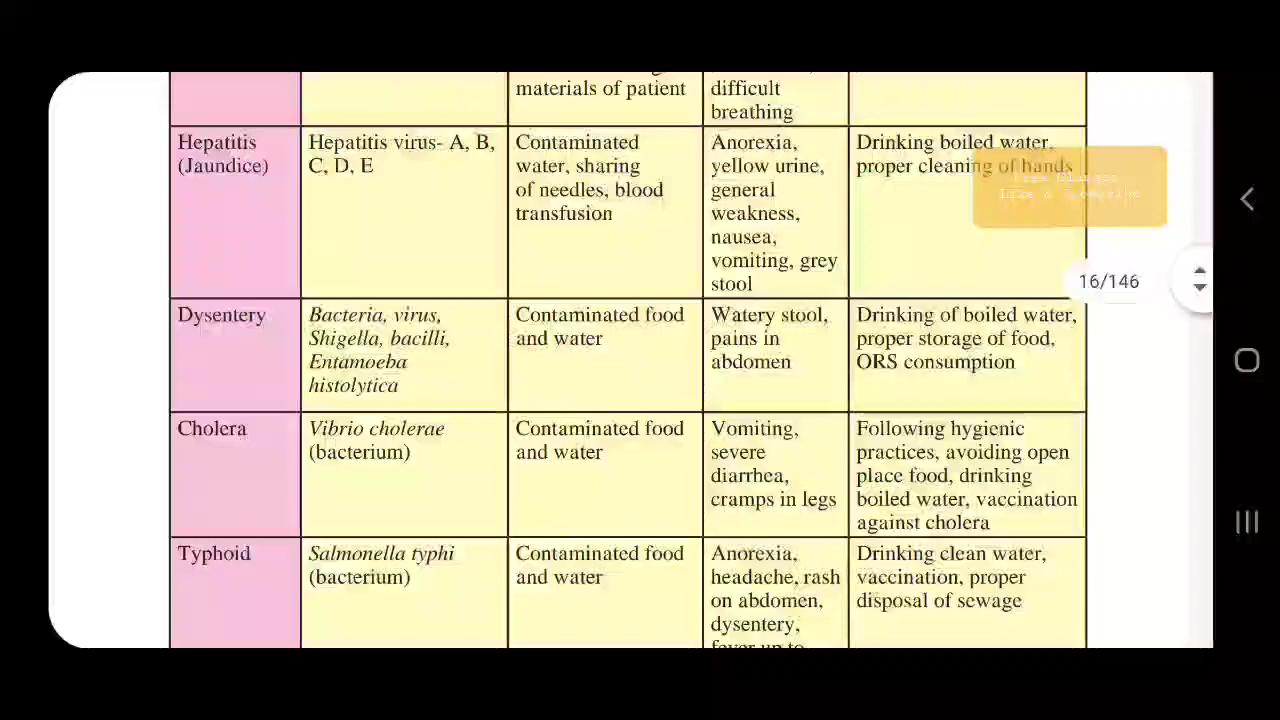 materials of patient
difficult
breathing
Hepatitis
(Jaundice)
Hepatitis virus- A, B,
C, D, E
Contaminated
water, sharing
of needles, blood
transfusion
Anorexia,
yellow urine,
general
weakness,
nausea,
vomiting, grey
stool
Drinking boiled water,
proper cleaning of hands
16/146
Dysentery
Bacteria, virus,
Shigella, bacilli,
Entamoeba
histolytica
Contaminated food
and water
Watery stool,
pains in
abdomen
Drinking of boiled water,
proper storage of food,
ORS consumption
Cholera
Vibrio cholerae
(bacterium)
Contaminated food
and water
Vomiting,
severe
diarrhea,
cramps in legs
Following hygienic
practices, avoiding open
place food, drinking
boiled water, vaccination
against cholera
Typhoid
Salmonella typhi
(bacterium)
Contaminated food
and water
Anorexia,
headache, rash
on abdomen,
dysentery,
fever up to
Drinking clean water,
vaccination, proper
disposal of sewage